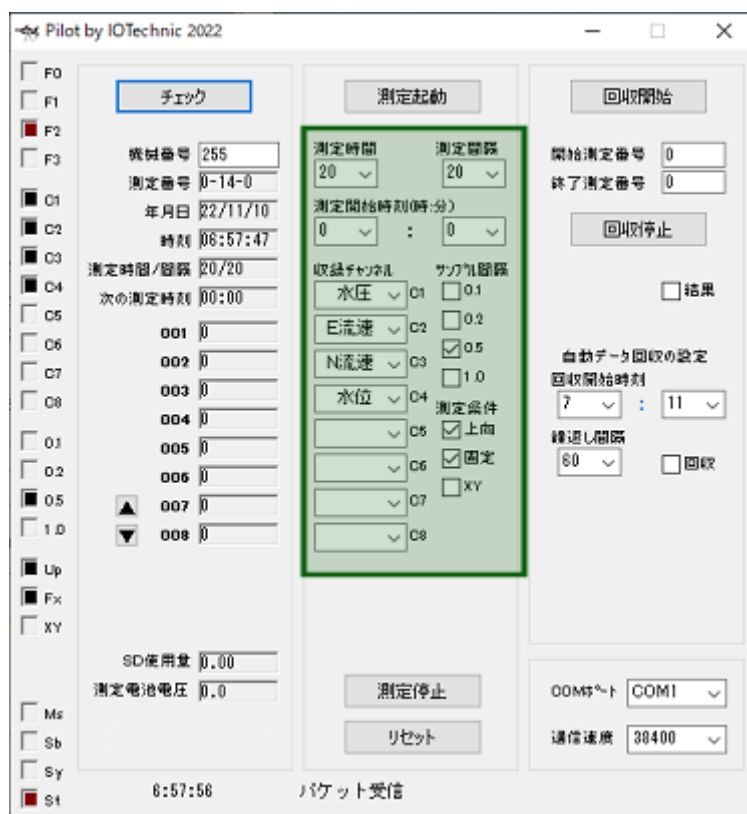 Pilot by IOTechnic 2022
F0
F1
F2
F3
C1
C2
C3
C4
C5
C6
C7
C8
0.1
0.2
0.5
1.0
Up
Fx
XY
Ms
Sb
Sy
St
チェック
機械番号 255
測定番号 0-14-0
年月日 22/11/10
時刻 06:57:47
測定時間/間隔 20/20
次の測定時刻 00:00
001 0
002 0
003 0
004 0
005 0
006 0
▲ 007 0
▼ 008 0
SD使用量 0.00
測定電池電圧 0.0
6:57:56
測定起動
測定時間 測定間隔
20 20
測定開始時刻(時:分)
0 : 0
収録チャンネル サンプル間隔
水圧 C1 0.1
E流速 C2 0.2
N流速 C3 0.5
水位 C4 1.0
測定条件
C5 上向
C6 固定
C7 XY
C8
測定停止
リセット
パケット受信
回収開始
開始測定番号 0
終了測定番号 0
回収停止
結果
自動データ回収の設定
回収開始時刻
7 : 11
繰返し間隔
60 回収
COMポート COM1
通信速度 38400